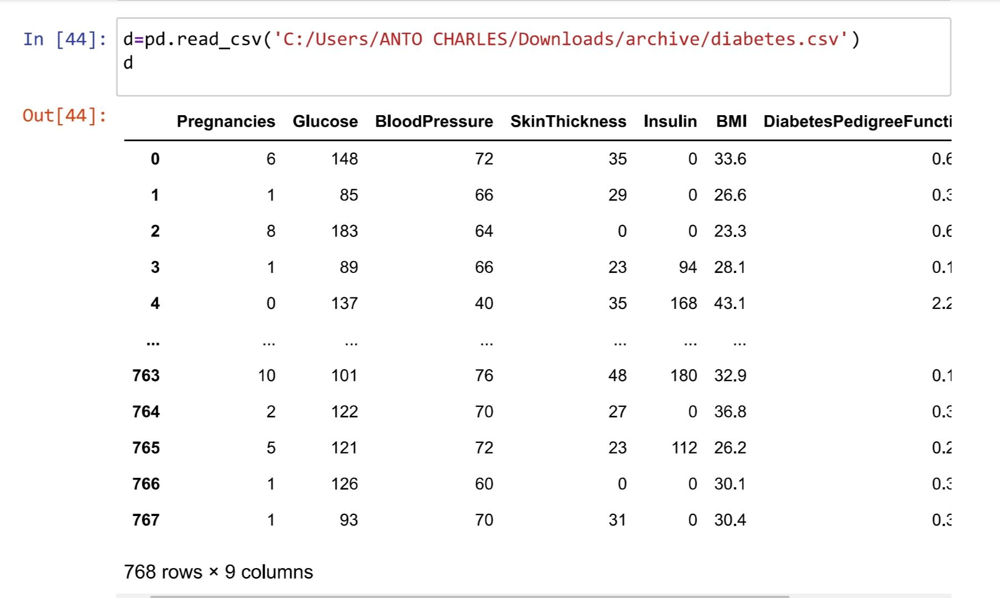 In [44]: d=pd.read_csv('C:/Users/ANTO CHARLES/Downloads/archive/diabetes.csv')
d
Out[44]:
Pregnancies Glucose BloodPressure SkinThickness Insulin BMI DiabetesPedigreeFuncti
0 6 148 72 35 0 33.6 0.6
1 1 85 66 29 0 26.6 0.3
2 8 183 64 0 0 23.3 0.6
3 1 89 66 23 94 28.1 0.1
4 0 137 40 35 168 43.1 2.2
... ... ... ... ... ... ...
763 10 101 76 48 180 32.9 0.1
764 2 122 70 27 0 36.8 0.3
765 5 121 72 23 112 26.2 0.2
766 1 126 60 0 0 30.1 0.3
767 1 93 70 31 0 30.4 0.3
768 rows × 9 columns